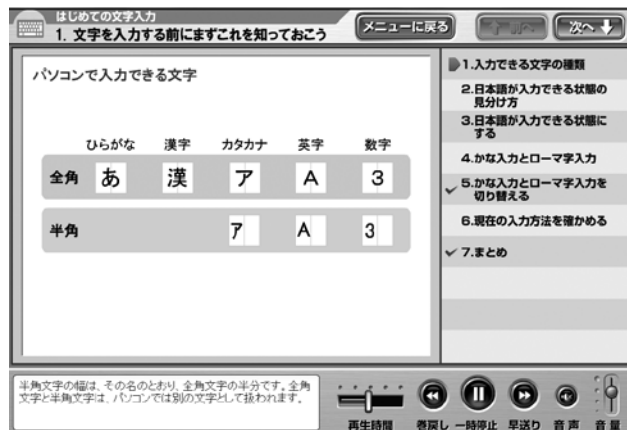 はじめての文字入力
1. 文字を入力する前にまずこれを知っておこう
メニューに戻る
次へ
パソコンで入力できる文字
ひらがな 漢字 カタカナ 英字 数字
全角 あ 漢 ア A 3
半角 ｱ A 3
1.入力できる文字の種類
2.日本語が入力できる状態の
見分け方
3.日本語が入力できる状態に
する
4.かな入力とローマ字入力
5.かな入力とローマ字入力を
切り替える
6.現在の入力方法を確かめる
7.まとめ
半角文字の幅は、その名のとおり、全角文字の半分です。全角
文字と半角文字は、パソコンでは別の文字として扱われます。
再生時間 巻戻し 一時停止 早送り 音声 音量